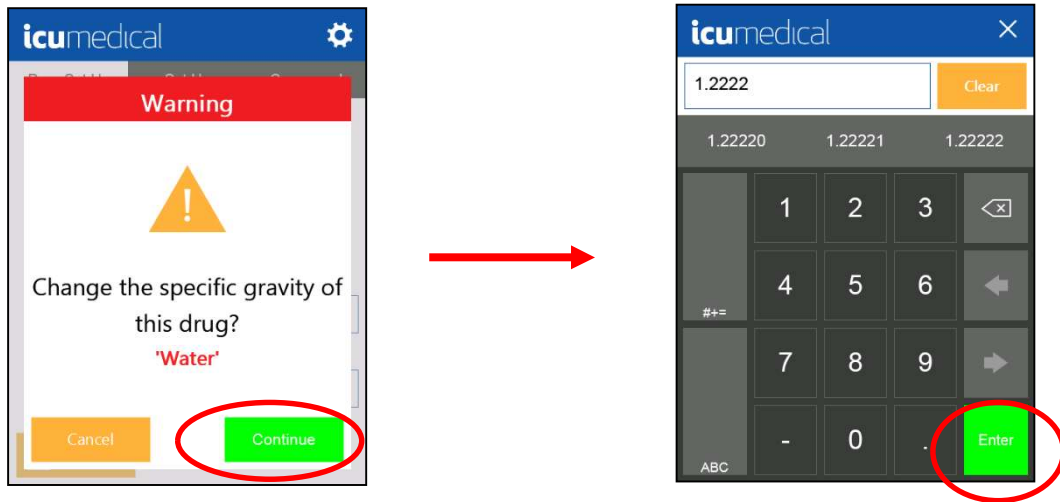 icumedical
Warning
!
Change the specific gravity of
this drug?
'Water'
Cancel
Continue
icumedical
1.2222
Clear
1.22220 1.22221 1.22222
1 2 3
4 5 6
#+=
7 8 9
- 0 .
Enter
ABC